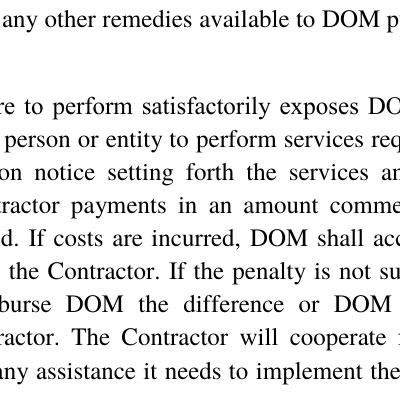 any other remedies available to DOM p
re to perform satisfactorily exposes DO
person or entity to perform services req
on notice setting forth the services an
tractor payments in an amount comme
d. If costs are incurred, DOM shall acc
the Contractor. If the penalty is not su
burse DOM the difference or DOM
ractor. The Contractor will cooperate f
any assistance it needs to implement the